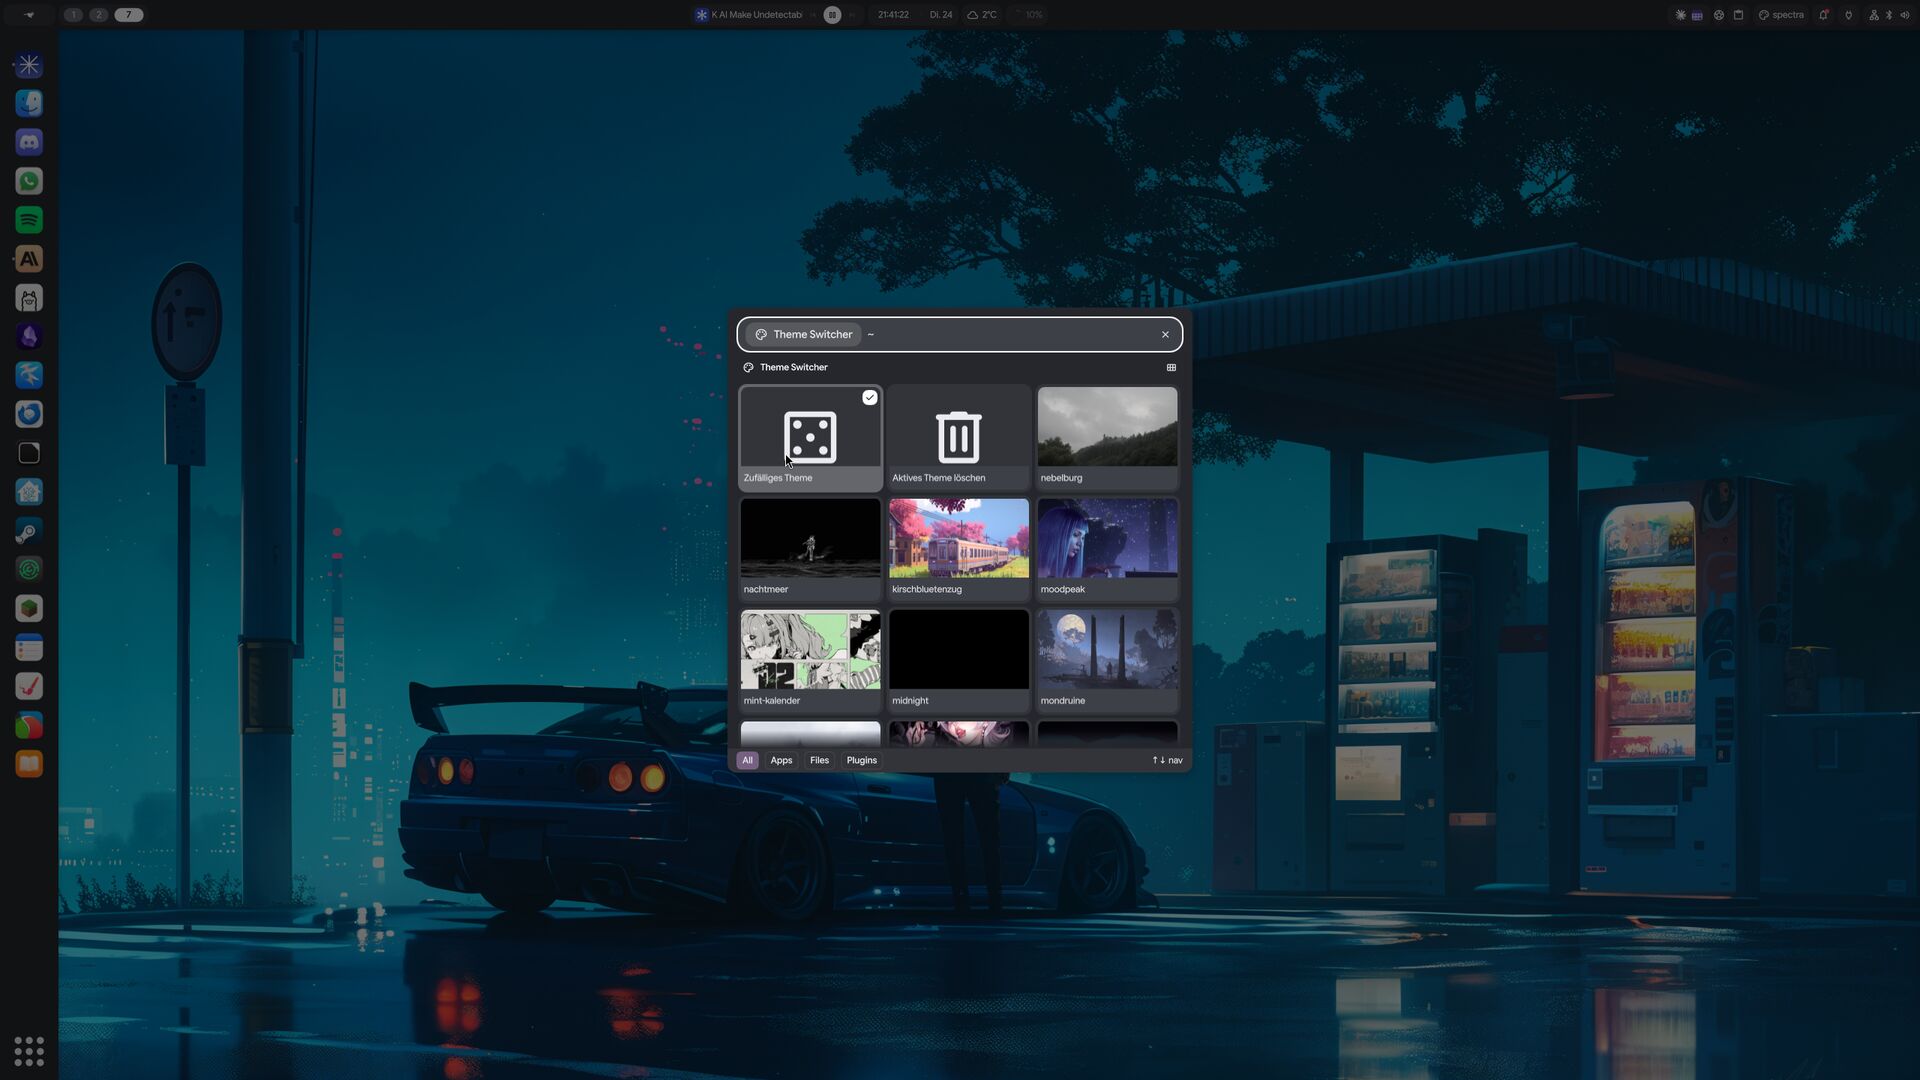 1 2 7
K AI Make Undetectabl
21:41:22
Di. 24
2°C
10%
spectra
Theme Switcher ~
Theme Switcher
Zufälliges Theme
Aktives Theme löschen
nebelburg
nachtmeer
kirschbluetenzug
moodpeak
mint-kalender
midnight
mondruine
All
Apps
Files
Plugins
↑↓ nav